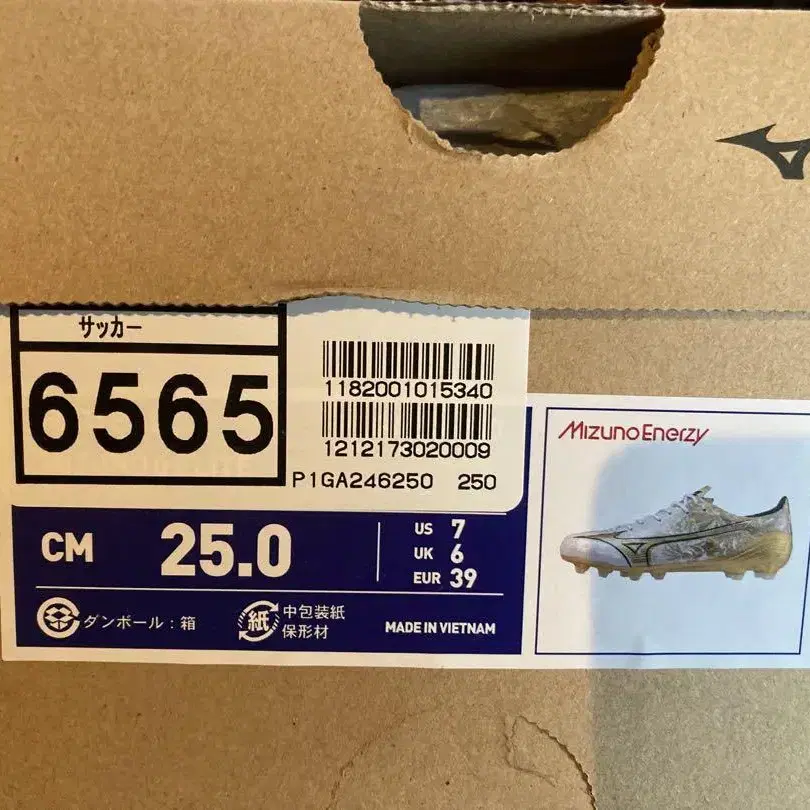 サッカー
6565
1182001015340
1212173020009
P1GA246250 250
CM 25.0
US 7
UK 6
EUR 39
ダンボール：箱
紙 中包装紙
保形材
MADE IN VIETNAM
MizunoEnerzy